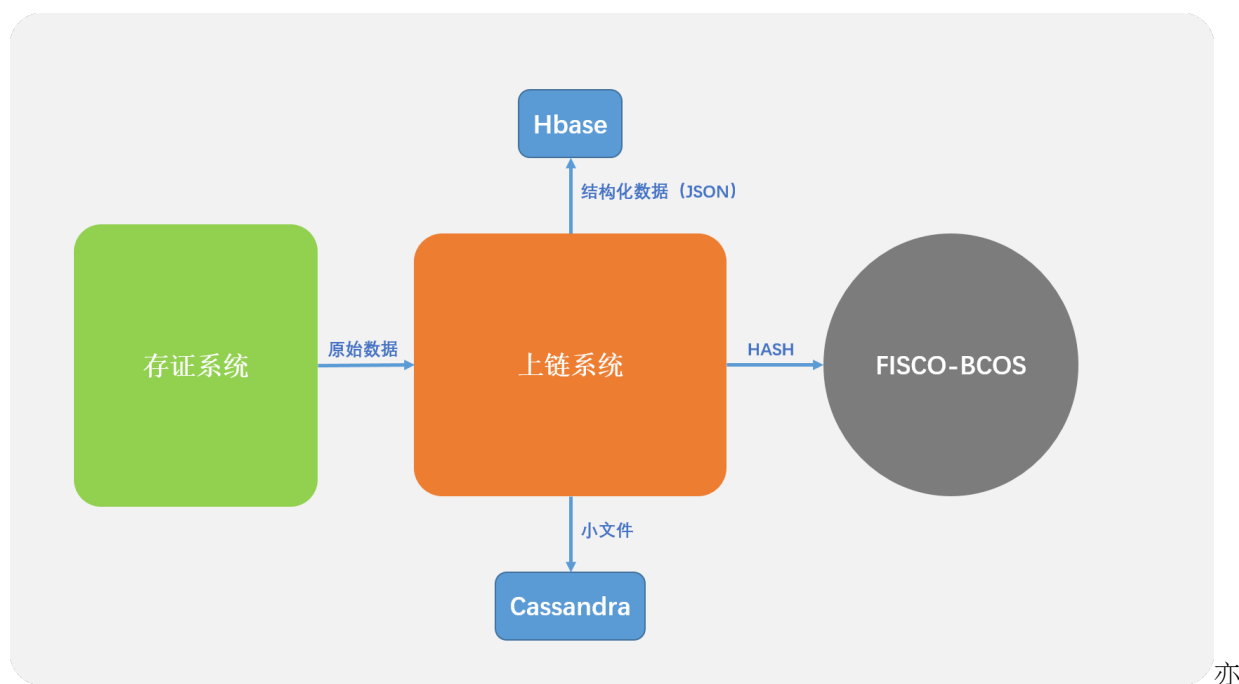 Hbase
结构化数据（JSON）
存证系统
原始数据
上链系统
HASH
FISCO-BCOS
小文件
Cassandra
亦